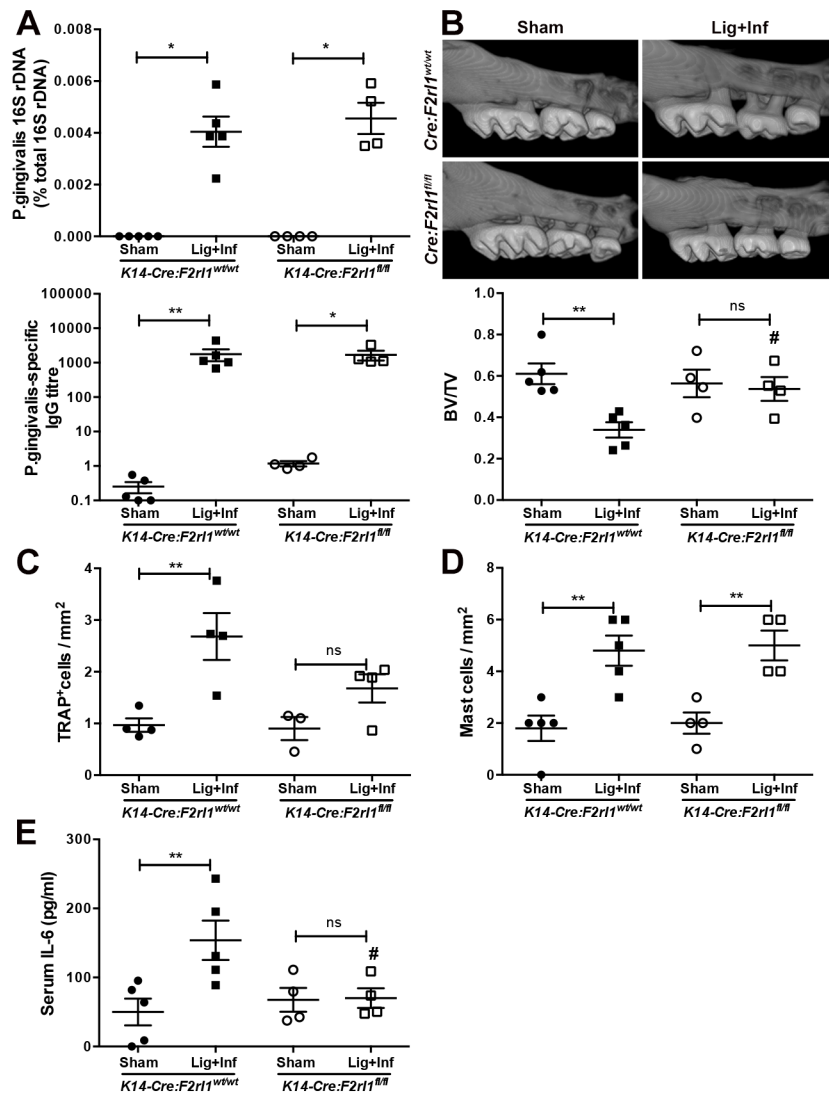 A
P.gingivalis 16S rDNA
(% total 16S rDNA)
0.008
0.006
0.004
0.002
0.000
*
*
Sham
Lig+Inf
Sham
Lig+Inf
K14-Cre:F2rl1wt/wt
K14-Cre:F2rl1fl/fl
P.gingivalis-specific
IgG titre
100000
10000
1000
100
10
1
0.1
**
*
Sham
Lig+Inf
Sham
Lig+Inf
K14-Cre:F2rl1wt/wt
K14-Cre:F2rl1fl/fl
B
Sham
Lig+Inf
Cre:F2rl1wt/wt
Cre:F2rl1fl/fl
BV/TV
1.0
0.8
0.6
0.4
0.2
0.0
**
ns
#
Sham
Lig+Inf
Sham
Lig+Inf
K14-Cre:F2rl1wt/wt
K14-Cre:F2rl1fl/fl
C
TRAP+cells / mm2
4
3
2
1
0
**
ns
Sham
Lig+Inf
Sham
Lig+Inf
K14-Cre:F2rl1wt/wt
K14-Cre:F2rl1fl/fl
D
Mast cells / mm2
8
6
4
2
0
**
**
Sham
Lig+Inf
Sham
Lig+Inf
K14-Cre:F2rl1wt/wt
K14-Cre:F2rl1fl/fl
E
Serum IL-6 (pg/ml)
300
200
100
0
**
ns
#
Sham
Lig+Inf
Sham
Lig+Inf
K14-Cre:F2rl1wt/wt
K14-Cre:F2rl1fl/fl